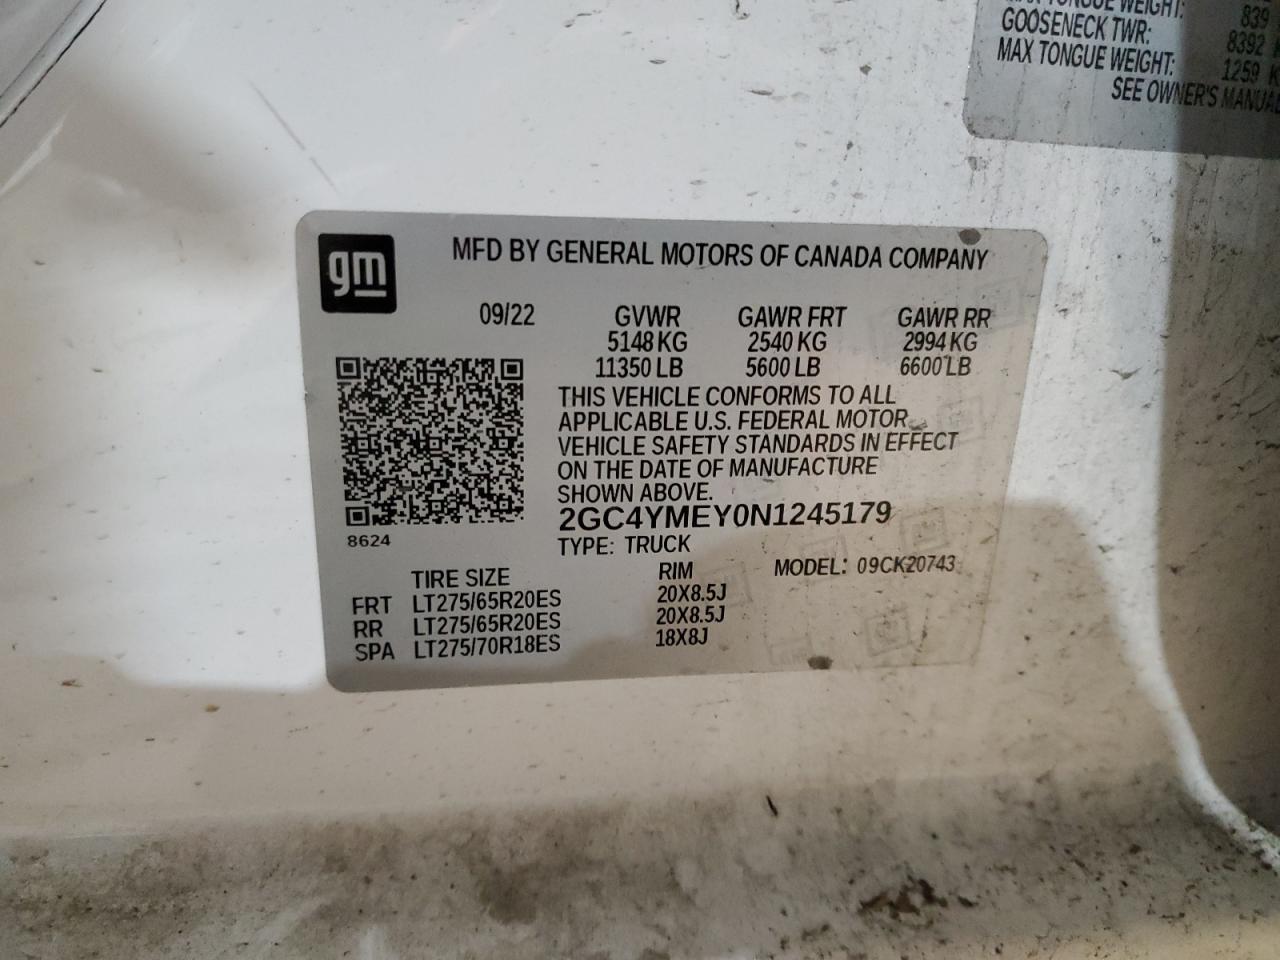 MAX TONGUE WEIGHT: 839
GOOSENECK TWR: 8392
MAX TONGUE WEIGHT: 1259 K
SEE OWNER'S MANUAL
gm
MFD BY GENERAL MOTORS OF CANADA COMPANY
09/22 GVWR GAWR FRT GAWR RR
5148 KG 2540 KG 2994 KG
11350 LB 5600 LB 6600 LB
THIS VEHICLE CONFORMS TO ALL
APPLICABLE U.S. FEDERAL MOTOR
VEHICLE SAFETY STANDARDS IN EFFECT
ON THE DATE OF MANUFACTURE
SHOWN ABOVE.
2GC4YMEY0N1245179
8624
TYPE: TRUCK
MODEL: 09CK20743
TIRE SIZE RIM
FRT LT275/65R20ES 20X8.5J
RR LT275/65R20ES 20X8.5J
SPA LT275/70R18ES 18X8J